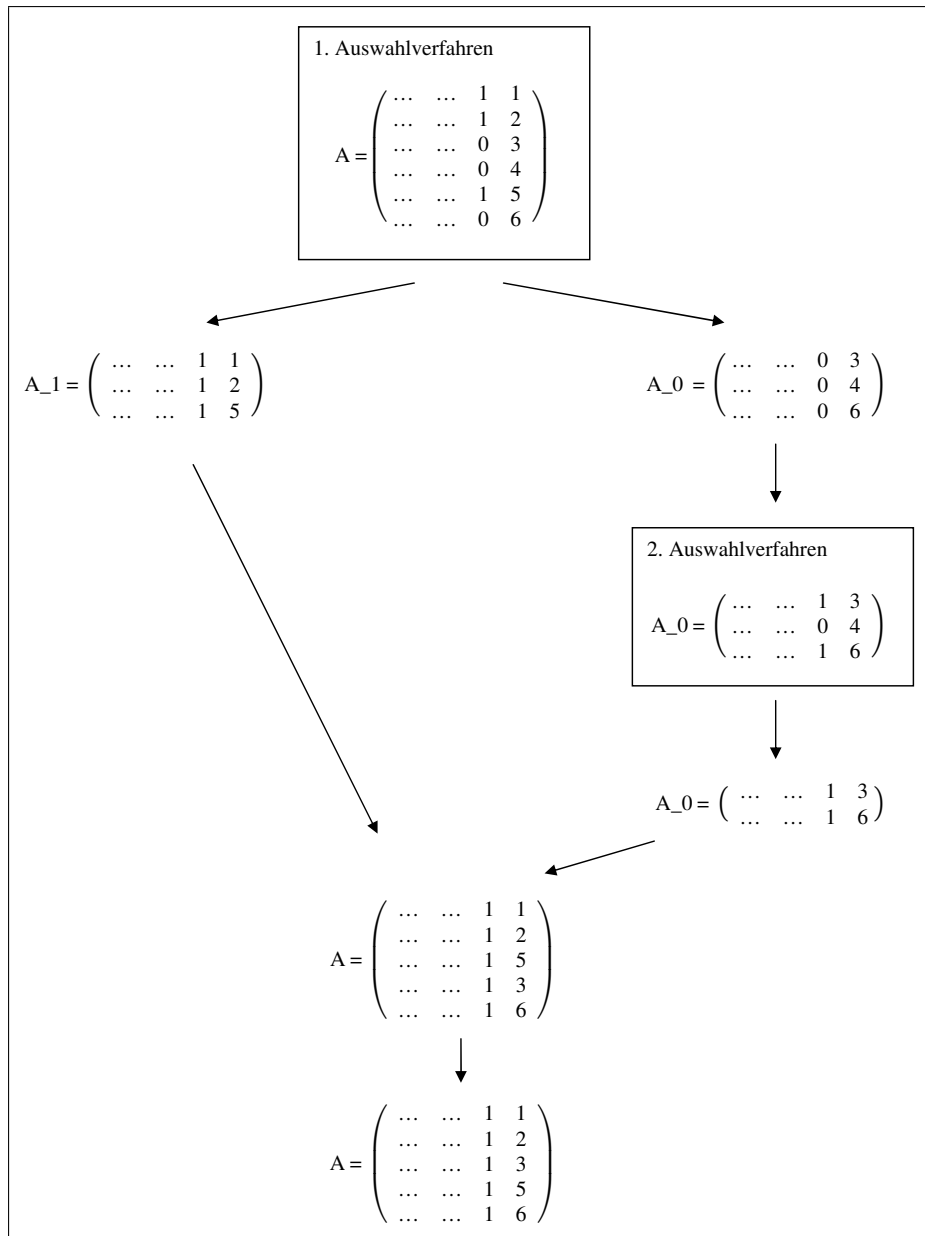 1. Auswahlverfahren
… … 1 1
… … 1 2
… … 0 3
A =
… … 0 4
… … 1 5
… … 0 6
… … 1 1
A_1 = … … 1 2
… … 1 5
… … 0 3
A_0 = … … 0 4
… … 0 6
2. Auswahlverfahren
… … 1 3
A_0 = … … 0 4
… … 1 6
A_0 =
… … 1 3
… … 1 6
… … 1 1
… … 1 2
A = … … 1 5
… … 1 3
… … 1 6
… … 1 1
… … 1 2
A = … … 1 3
… … 1 5
… … 1 6